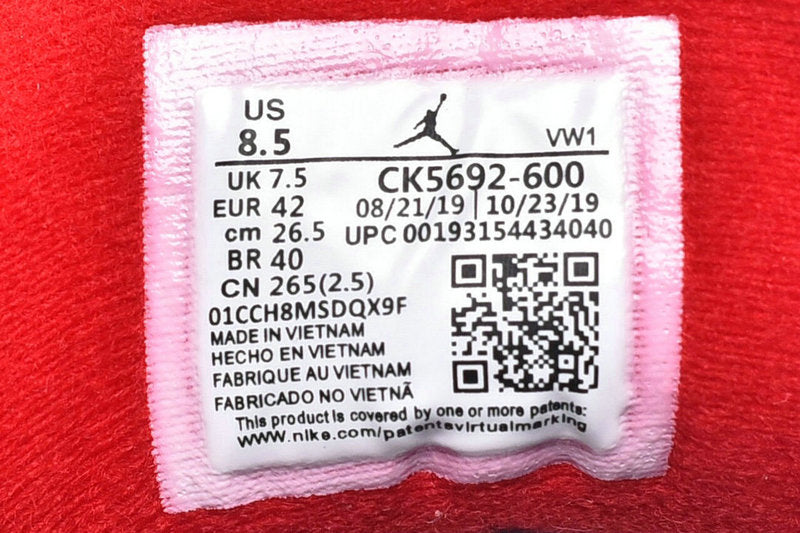 US
8.5
VW1
UK 7.5
CK5692-600
EUR 42
08/21/19 | 10/23/19
cm 26.5
UPC 00193154434040
BR 40
CN 265(2.5)
01CCH8MSDQX9F
MADE IN VIETNAM
HECHO EN VIETNAM
FABRIQUE AU VIETNAM
FABRICADO NO VIETNÃ
This product is covered by one or more patents:
www.nike.com/patentsvirtualmarking